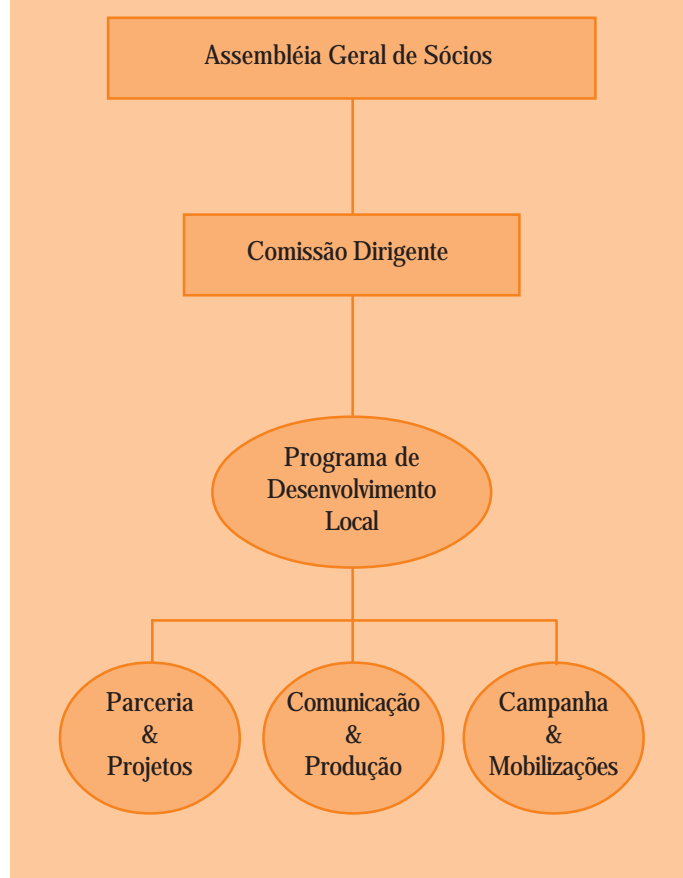 Assembléia Geral de Sócios
Comissão Dirigente
Programa de
Desenvolvimento
Local
Parceria
&
Projetos
Comunicação
&
Produção
Campanha
&
Mobilizações